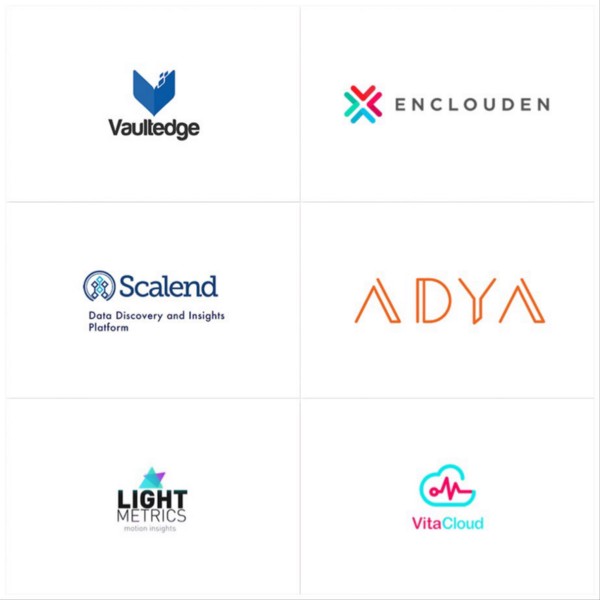 Vaultedge
ENCLOUDEN
Scalend
Data Discovery and Insights
Platform
ADYA
LIGHT
METRICS
motion insights
VitaCloud